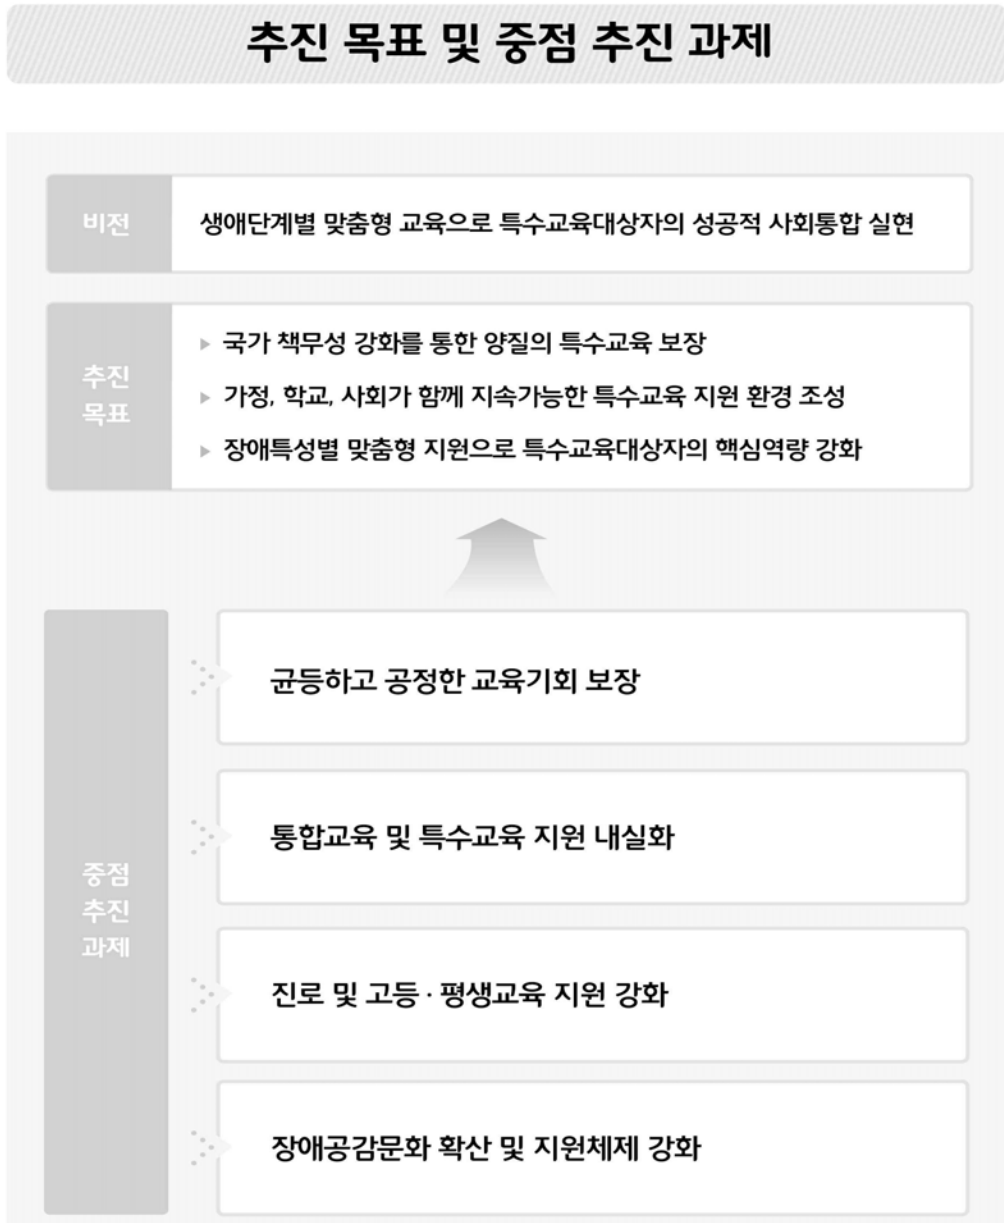 추진 목표 및 중점 추진 과제
비전
생애단계별 맞춤형 교육으로 특수교육대상자의 성공적 사회통합 실현
추진
목표
▶ 국가 책무성 강화를 통한 양질의 특수교육 보장
▶ 가정, 학교, 사회가 함께 지속가능한 특수교육 지원 환경 조성
▶ 장애특성별 맞춤형 지원으로 특수교육대상자의 핵심역량 강화
중점
추진
과제
균등하고 공정한 교육기회 보장
통합교육 및 특수교육 지원 내실화
진로 및 고등·평생교육 지원 강화
장애공감문화 확산 및 지원체제 강화